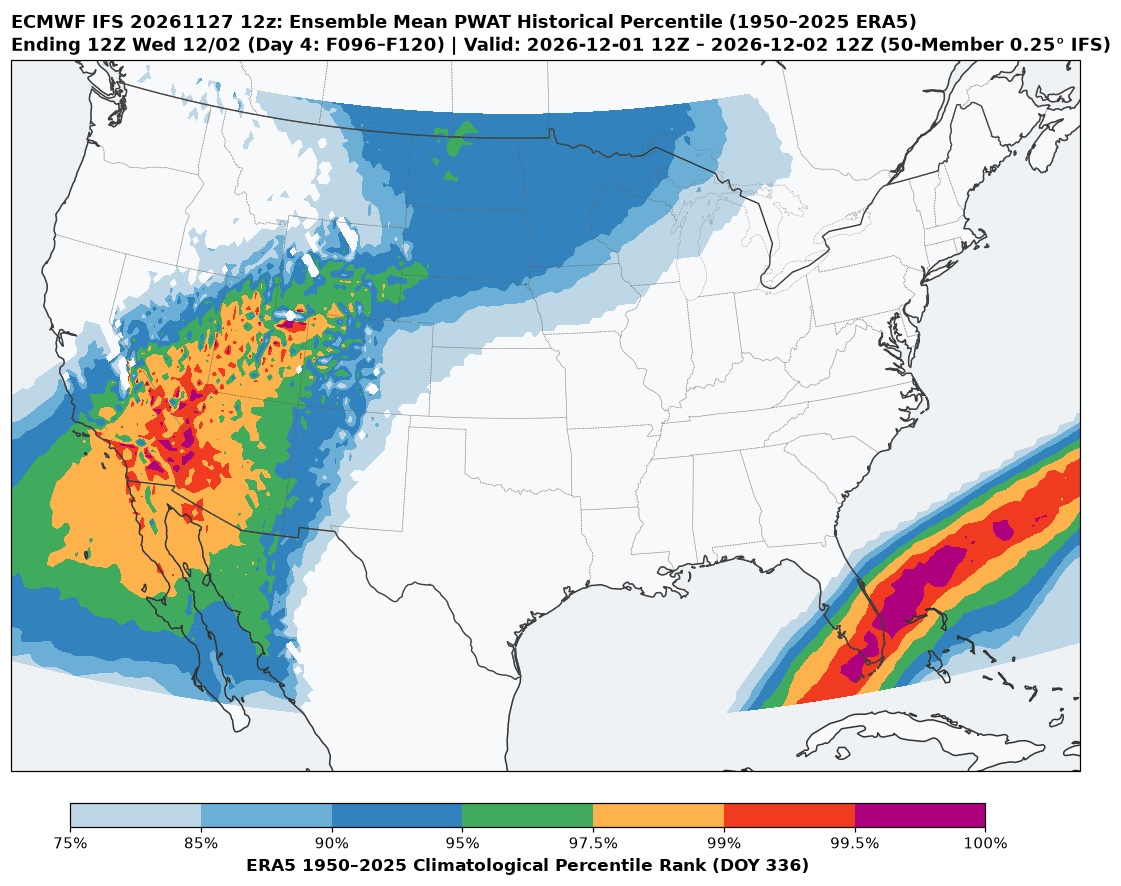 ECMWF IFS 20261127 12z: Ensemble Mean PWAT Historical Percentile (1950–2025 ERA5)
Ending 12Z Wed 12/02 (Day 4: F096–F120) | Valid: 2026-12-01 12Z – 2026-12-02 12Z (50-Member 0.25° IFS)
75% 85% 90% 95% 97.5% 99% 99.5% 100%
ERA5 1950–2025 Climatological Percentile Rank (DOY 336)